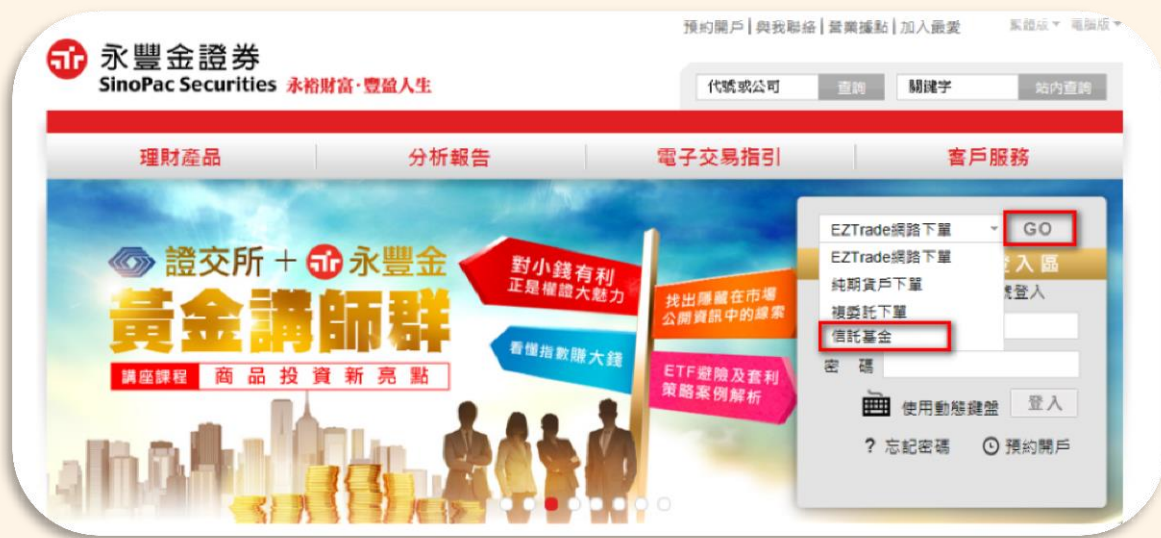 預約開戶 | 與我聯絡 | 營業據點 | 加入最愛
繁體版 電腦版
永豐金證券
SinoPac Securities 永裕財富·豐盈人生
代號或公司 查詢 關鍵字 站內查詢
理財產品 分析報告 電子交易指引 客戶服務
EZTrade網路下單 GO
EZTrade網路下單
登入區
純期貨戶下單
號登入
複委託下單
信託基金
密 碼
使用動態鍵盤 登入
? 忘記密碼 預約開戶
證交所 + 永豐金
黃金講師群
講座課程 商品投資新亮點
對小錢有利
正是權證大魅力
找出隱藏在市場
公開資訊中的線索
看懂指數賺大錢
ETF避險及套利
策略案例解析